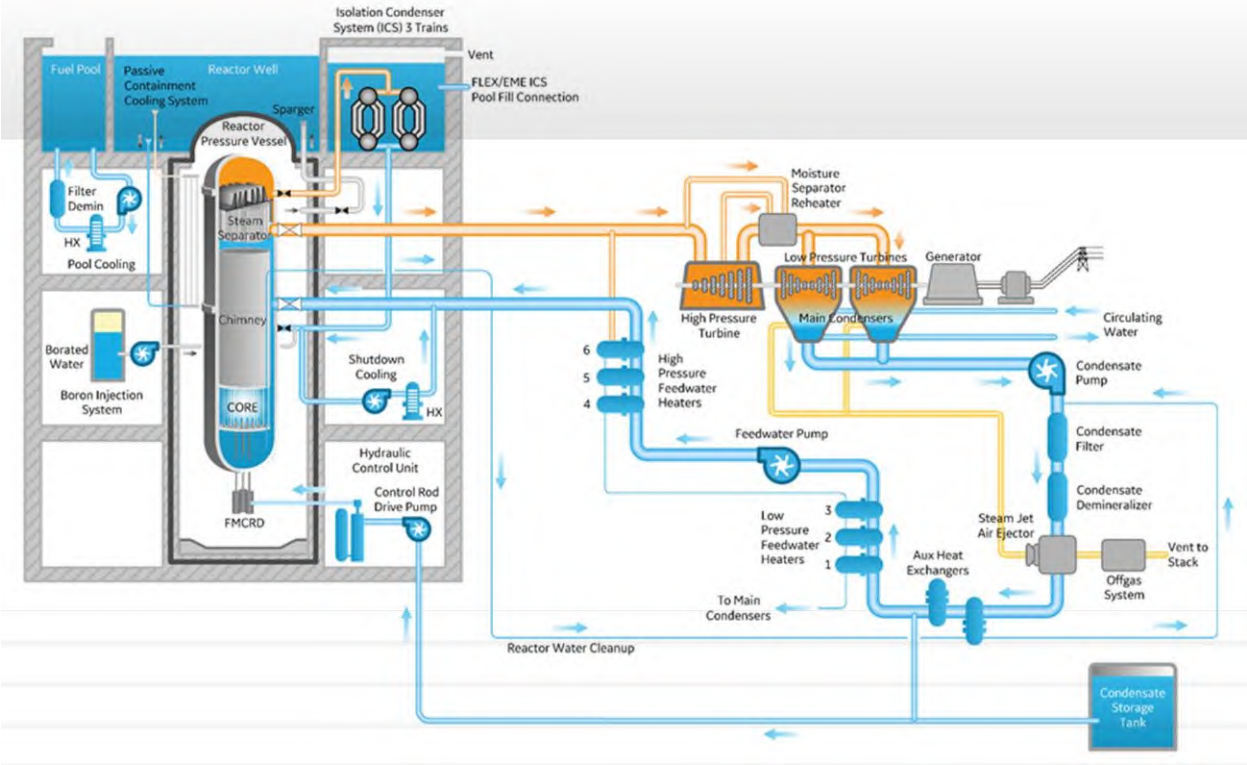 Isolation Condenser
System (ICS) 3 Trains
Vent
FLEX/EME ICS
Pool Fill Connection
Fuel Pool
Passive
Containment
Cooling System
Reactor Well
Sparger
Reactor
Pressure Vessel
Filter
Demin
HX
Pool Cooling
Steam
Separator
Moisture
Separator
Reheater
Low Pressure Turbines
Generator
High Pressure
Turbine
Main Condensers
Circulating
Water
Chimney
Borated
Water
Boron Injection
System
Shutdown
Cooling
HX
6
5
4
High
Pressure
Feedwater
Heaters
Condensate
Pump
CORE
Feedwater Pump
Condensate
Filter
Hydraulic
Control Unit
Control Rod
Drive Pump
FMCRD
Condensate
Demineralizer
3
2
1
Low
Pressure
Feedwater
Heaters
Steam Jet
Air Ejector
Aux Heat
Exchangers
Vent to
Stack
Offgas
System
To Main
Condensers
Reactor Water Cleanup
Condensate
Storage
Tank